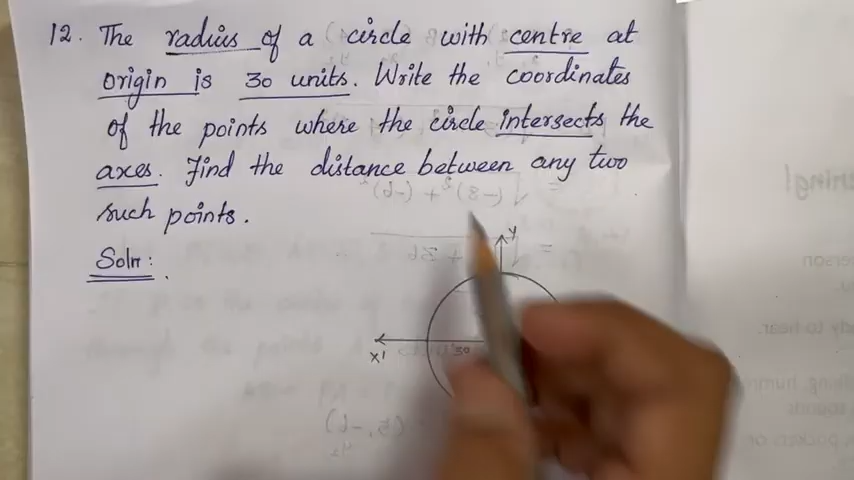 12. The radius of a circle with centre at
origin is 30 units. Write the coordinates
of the points where the circle intersects the
axes. Find the distance between any two
such points.
Soln:
y
30
x'